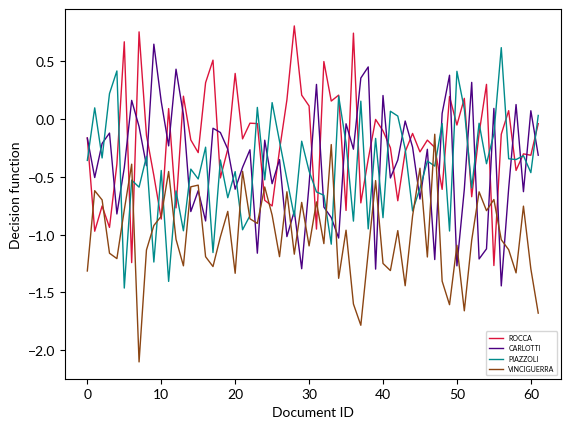 0.5
0.0
−0.5
−1.0
−1.5
−2.0
Decision function
0 10 20 30 40 50 60
Document ID
ROCCA
CARLOTTI
PIAZZOLI
VINCIGUERRA